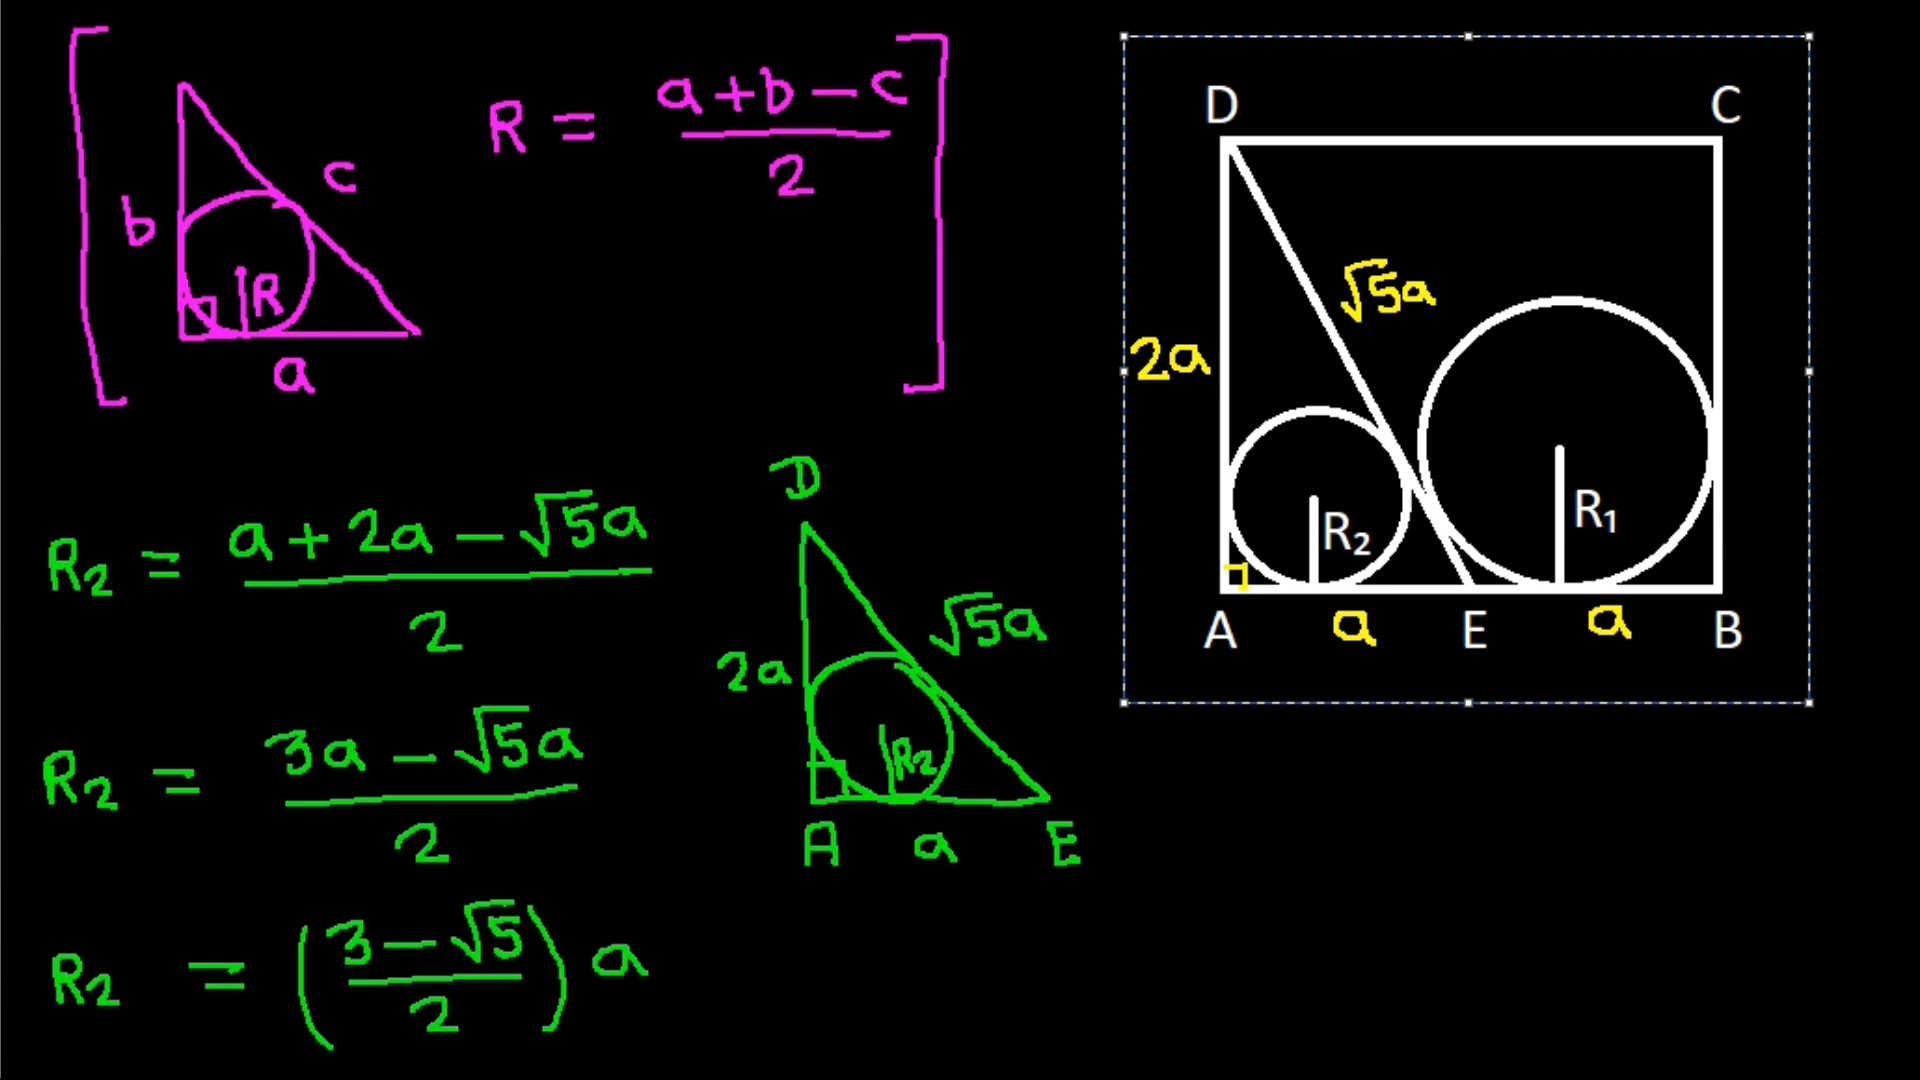 b
c
R
a
R = (a + b − c)/2
D
C
2a
√5a
R₂
R₁
A
a
E
a
B
R₂ = (a + 2a − √5a)/2
R₂ = (3a − √5a)/2
R₂ = ((3 − √5)/2) a
D
2a
√5a
R₂
A
a
E